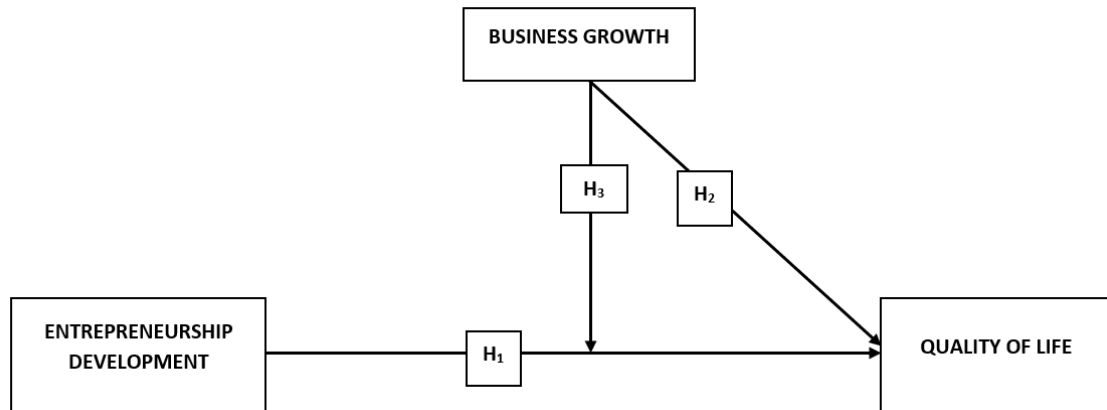 BUSINESS GROWTH
H₃
H₂
ENTREPRENEURSHIP
DEVELOPMENT
H₁
QUALITY OF LIFE